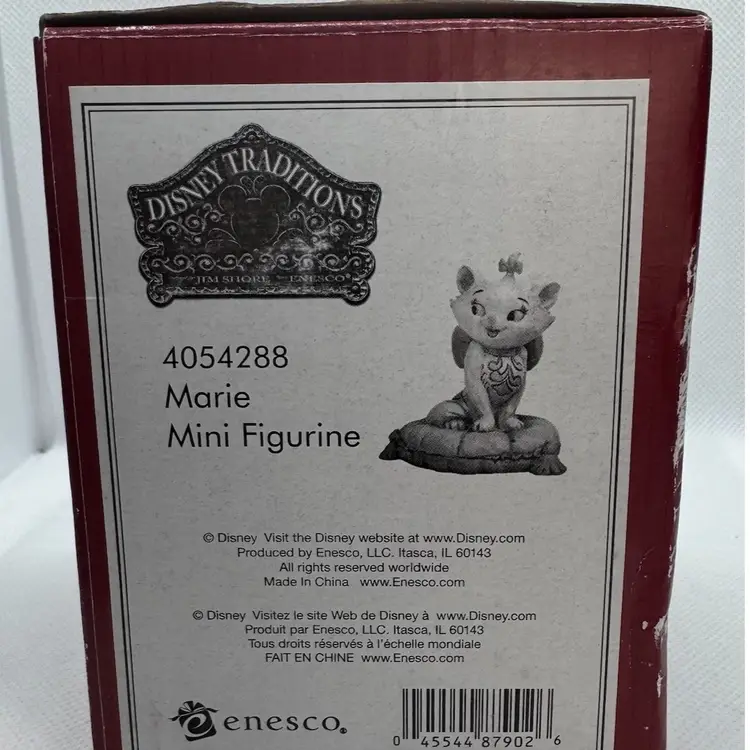 DISNEY TRADITIONS
JIM SHORE ENESCO®
4054288
Marie
Mini Figurine
© Disney Visit the Disney website at www.Disney.com
Produced by Enesco, LLC. Itasca, IL 60143
All rights reserved worldwide
Made In China www.Enesco.com
© Disney Visitez le site Web de Disney à www.Disney.com
Produit par Enesco, LLC. Itasca, IL 60143
Tous droits réservés à l'échelle mondiale
FAIT EN CHINE www.Enesco.com
enesco®
0 45544 87902 6